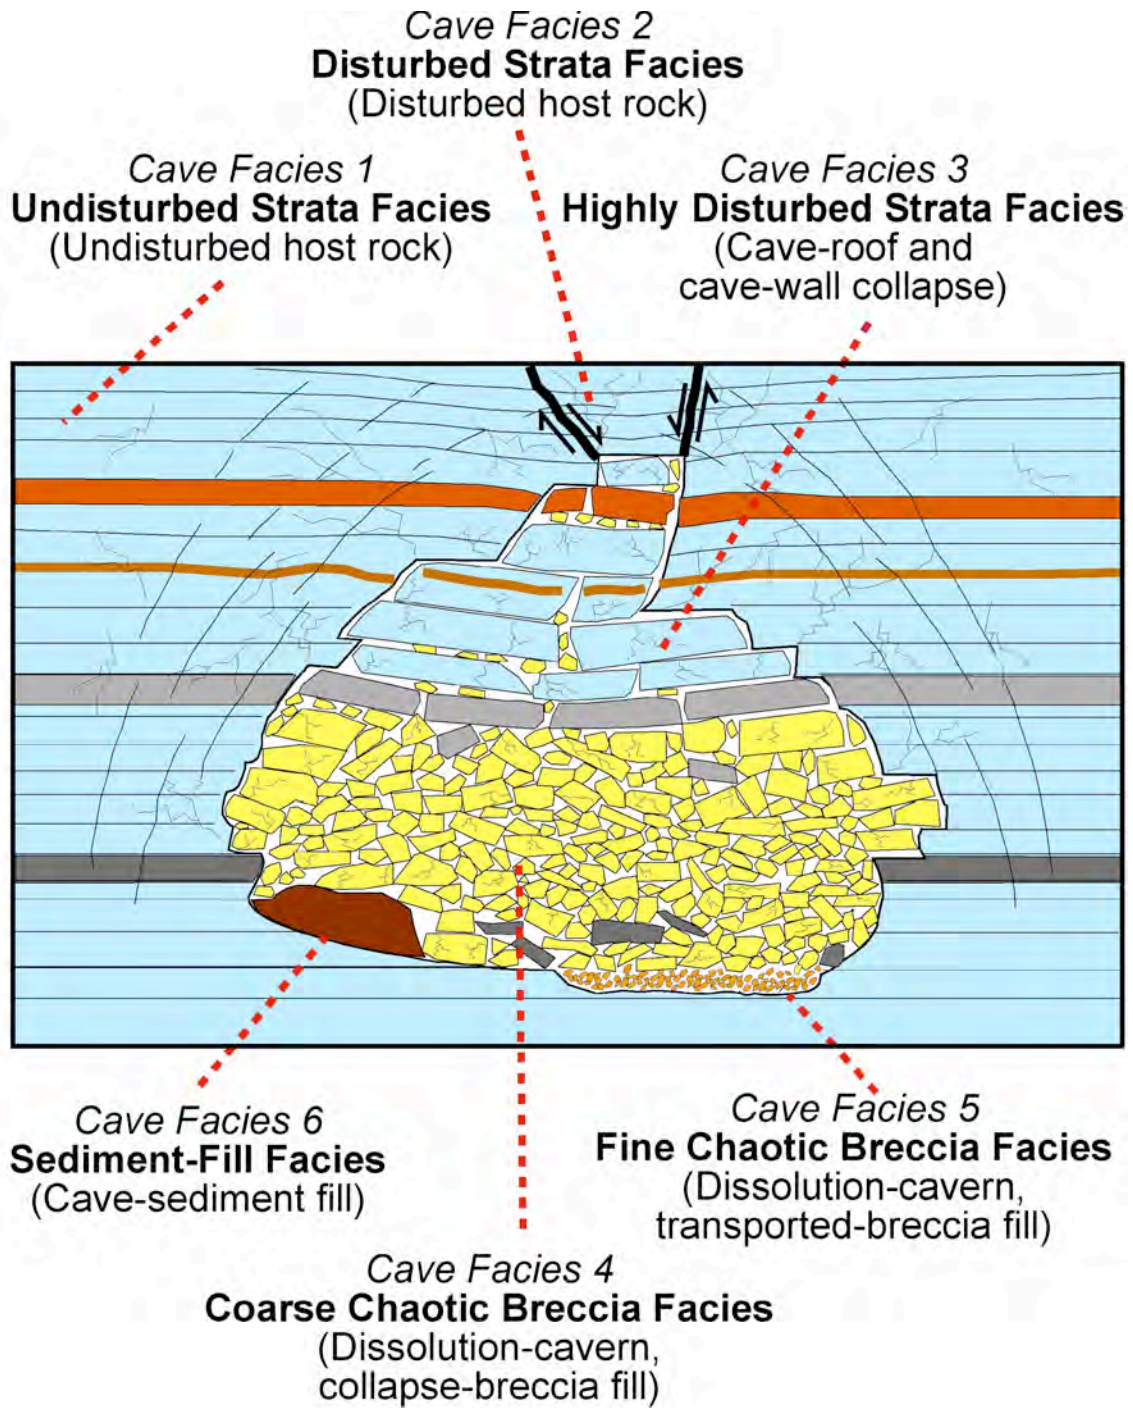 Cave Facies 2
Disturbed Strata Facies
(Disturbed host rock)
Cave Facies 1
Undisturbed Strata Facies
(Undisturbed host rock)
Cave Facies 3
Highly Disturbed Strata Facies
(Cave-roof and
cave-wall collapse)
Cave Facies 6
Sediment-Fill Facies
(Cave-sediment fill)
Cave Facies 5
Fine Chaotic Breccia Facies
(Dissolution-cavern,
transported-breccia fill)
Cave Facies 4
Coarse Chaotic Breccia Facies
(Dissolution-cavern,
collapse-breccia fill)